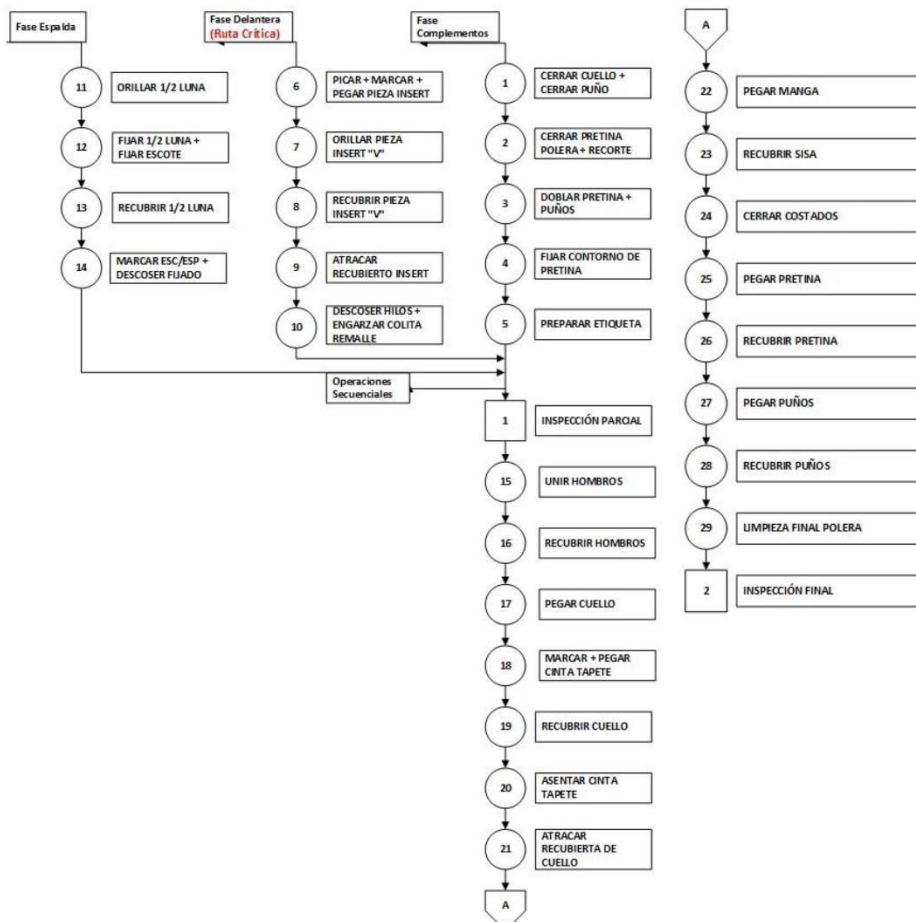 Fase Espalda
11
ORILLAR 1/2 LUNA
12
FIJAR 1/2 LUNA +
FIJAR ESCOTE
13
RECUBRIR 1/2 LUNA
14
MARCAR ESC/ESP +
DESCOSER FIJADO
Fase Delantera
(Ruta Crítica)
6
PICAR + MARCAR +
PEGAR PIEZA INSERT
7
ORILLAR PIEZA
INSERT "V"
8
RECUBRIR PIEZA
INSERT "V"
9
ATRACAR
RECUBIERTO INSERT
10
DESCOSER HILOS +
ENGARZAR COLITA
REMALLE
Fase
Complementos
1
CERRAR CUELLO +
CERRAR PUÑO
2
CERRAR PRETINA
POLERA + RECORTE
3
DOBLAR PRETINA +
PUÑOS
4
FIJAR CONTORNO DE
PRETINA
5
PREPARAR ETIQUETA
Operaciones
Secuenciales
1
INSPECCIÓN PARCIAL
15
UNIR HOMBROS
16
RECUBRIR HOMBROS
17
PEGAR CUELLO
18
MARCAR + PEGAR
CINTA TAPETE
19
RECUBRIR CUELLO
20
ASENTAR CINTA
TAPETE
21
ATRACAR
RECUBIERTA DE
CUELLO
A
A
22
PEGAR MANGA
23
RECUBRIR SISA
24
CERRAR COSTADOS
25
PEGAR PRETINA
26
RECUBRIR PRETINA
27
PEGAR PUÑOS
28
RECUBRIR PUÑOS
29
LIMPIEZA FINAL POLERA
2
INSPECCIÓN FINAL